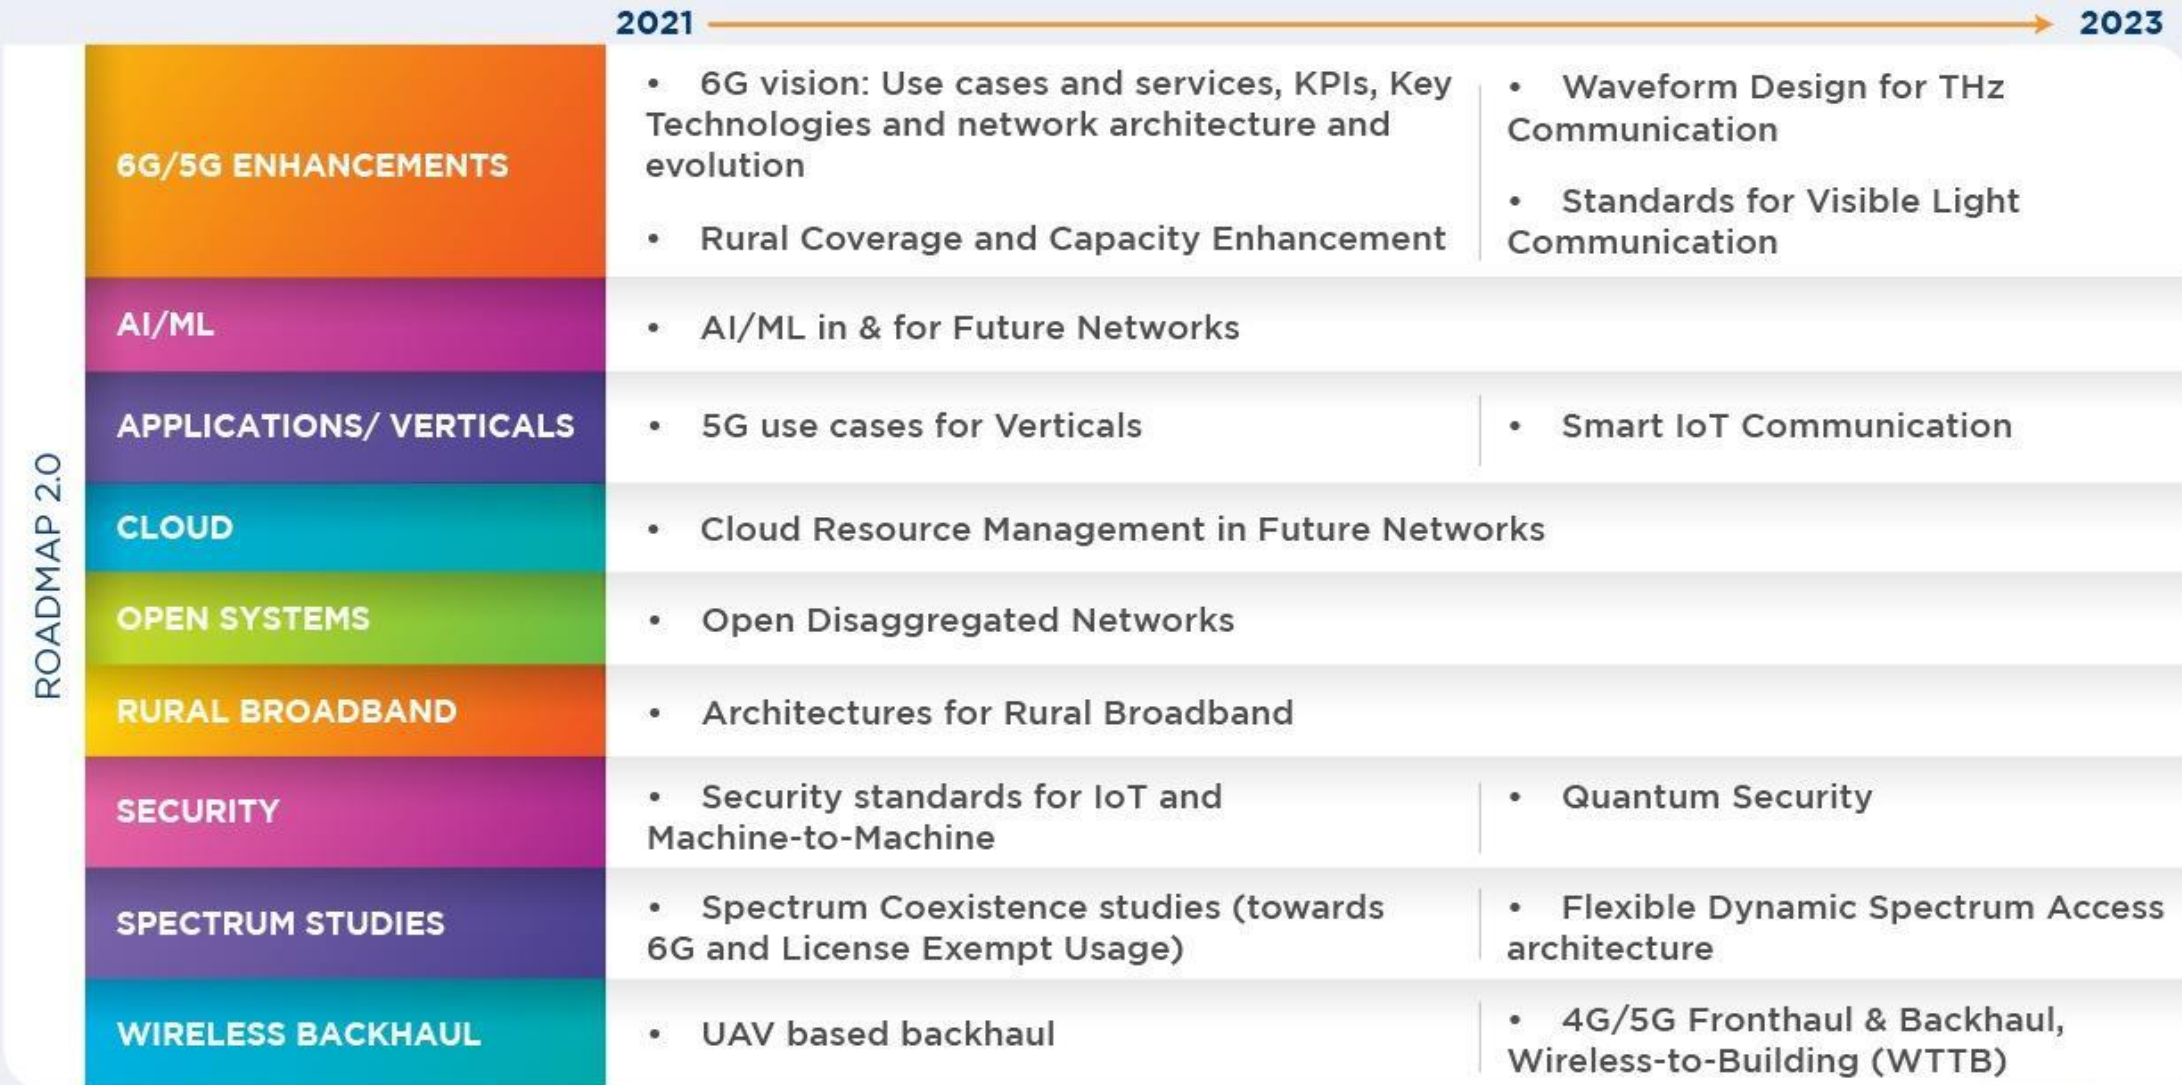 2021 2023
ROADMAP 2.0
6G/5G ENHANCEMENTS
• 6G vision: Use cases and services, KPIs, Key
Technologies and network architecture and
evolution
• Rural Coverage and Capacity Enhancement
• Waveform Design for THz
Communication
• Standards for Visible Light
Communication
AI/ML
• AI/ML in & for Future Networks
APPLICATIONS/ VERTICALS
• 5G use cases for Verticals
• Smart IoT Communication
CLOUD
• Cloud Resource Management in Future Networks
OPEN SYSTEMS
• Open Disaggregated Networks
RURAL BROADBAND
• Architectures for Rural Broadband
SECURITY
• Security standards for IoT and
Machine-to-Machine
• Quantum Security
SPECTRUM STUDIES
• Spectrum Coexistence studies (towards
6G and License Exempt Usage)
• Flexible Dynamic Spectrum Access
architecture
WIRELESS BACKHAUL
• UAV based backhaul
• 4G/5G Fronthaul & Backhaul,
Wireless-to-Building (WTTB)